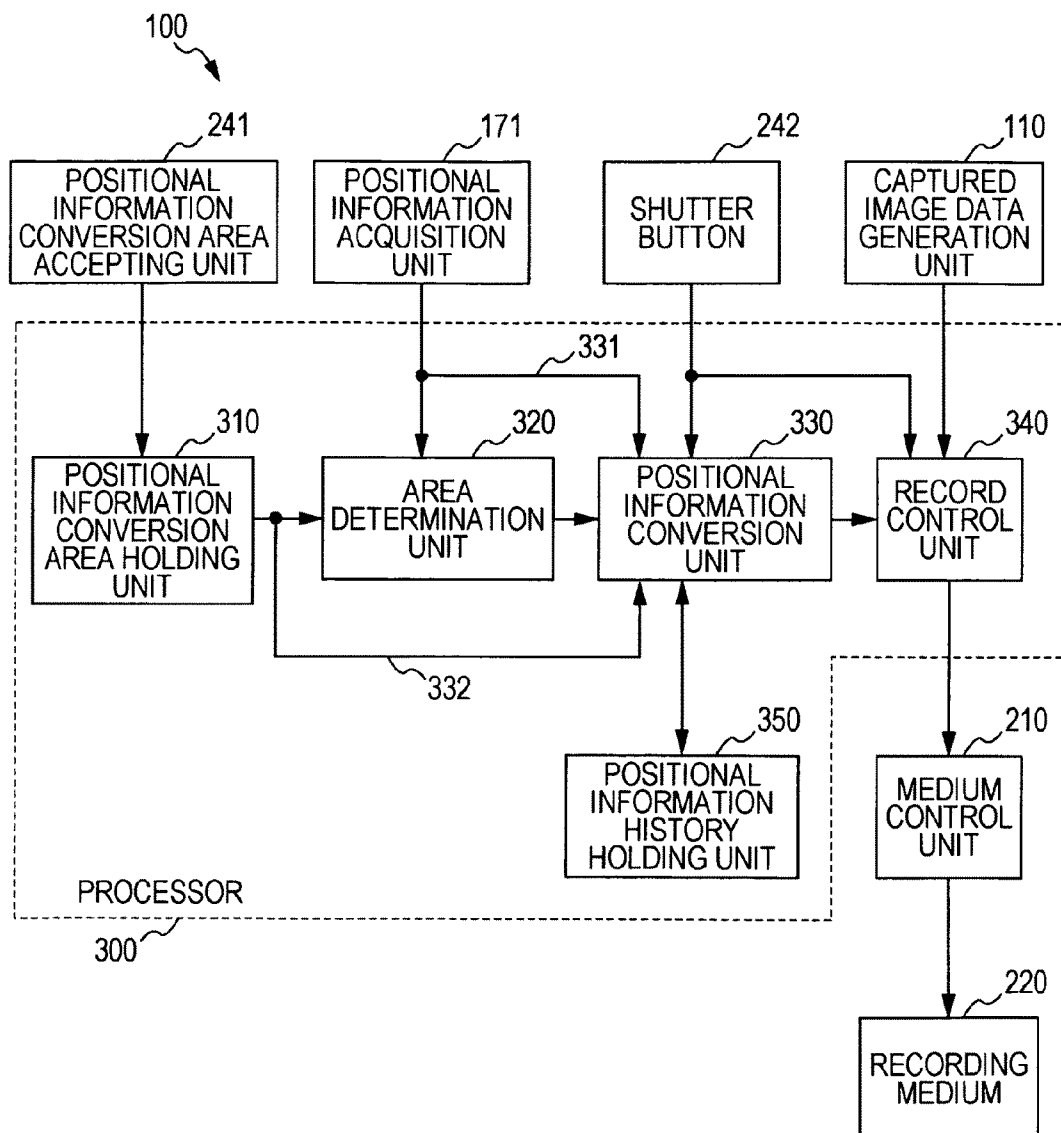 100
241
171
242
110
POSITIONAL
INFORMATION
CONVERSION AREA
ACCEPTING UNIT
POSITIONAL
INFORMATION
ACQUISITION
UNIT
SHUTTER
BUTTON
CAPTURED
IMAGE DATA
GENERATION
UNIT
331
310
320
330
340
POSITIONAL
INFORMATION
CONVERSION
AREA HOLDING
UNIT
AREA
DETERMINATION
UNIT
POSITIONAL
INFORMATION
CONVERSION
UNIT
RECORD
CONTROL
UNIT
332
350
210
POSITIONAL
INFORMATION
HISTORY
HOLDING UNIT
MEDIUM
CONTROL
UNIT
PROCESSOR
300
220
RECORDING
MEDIUM